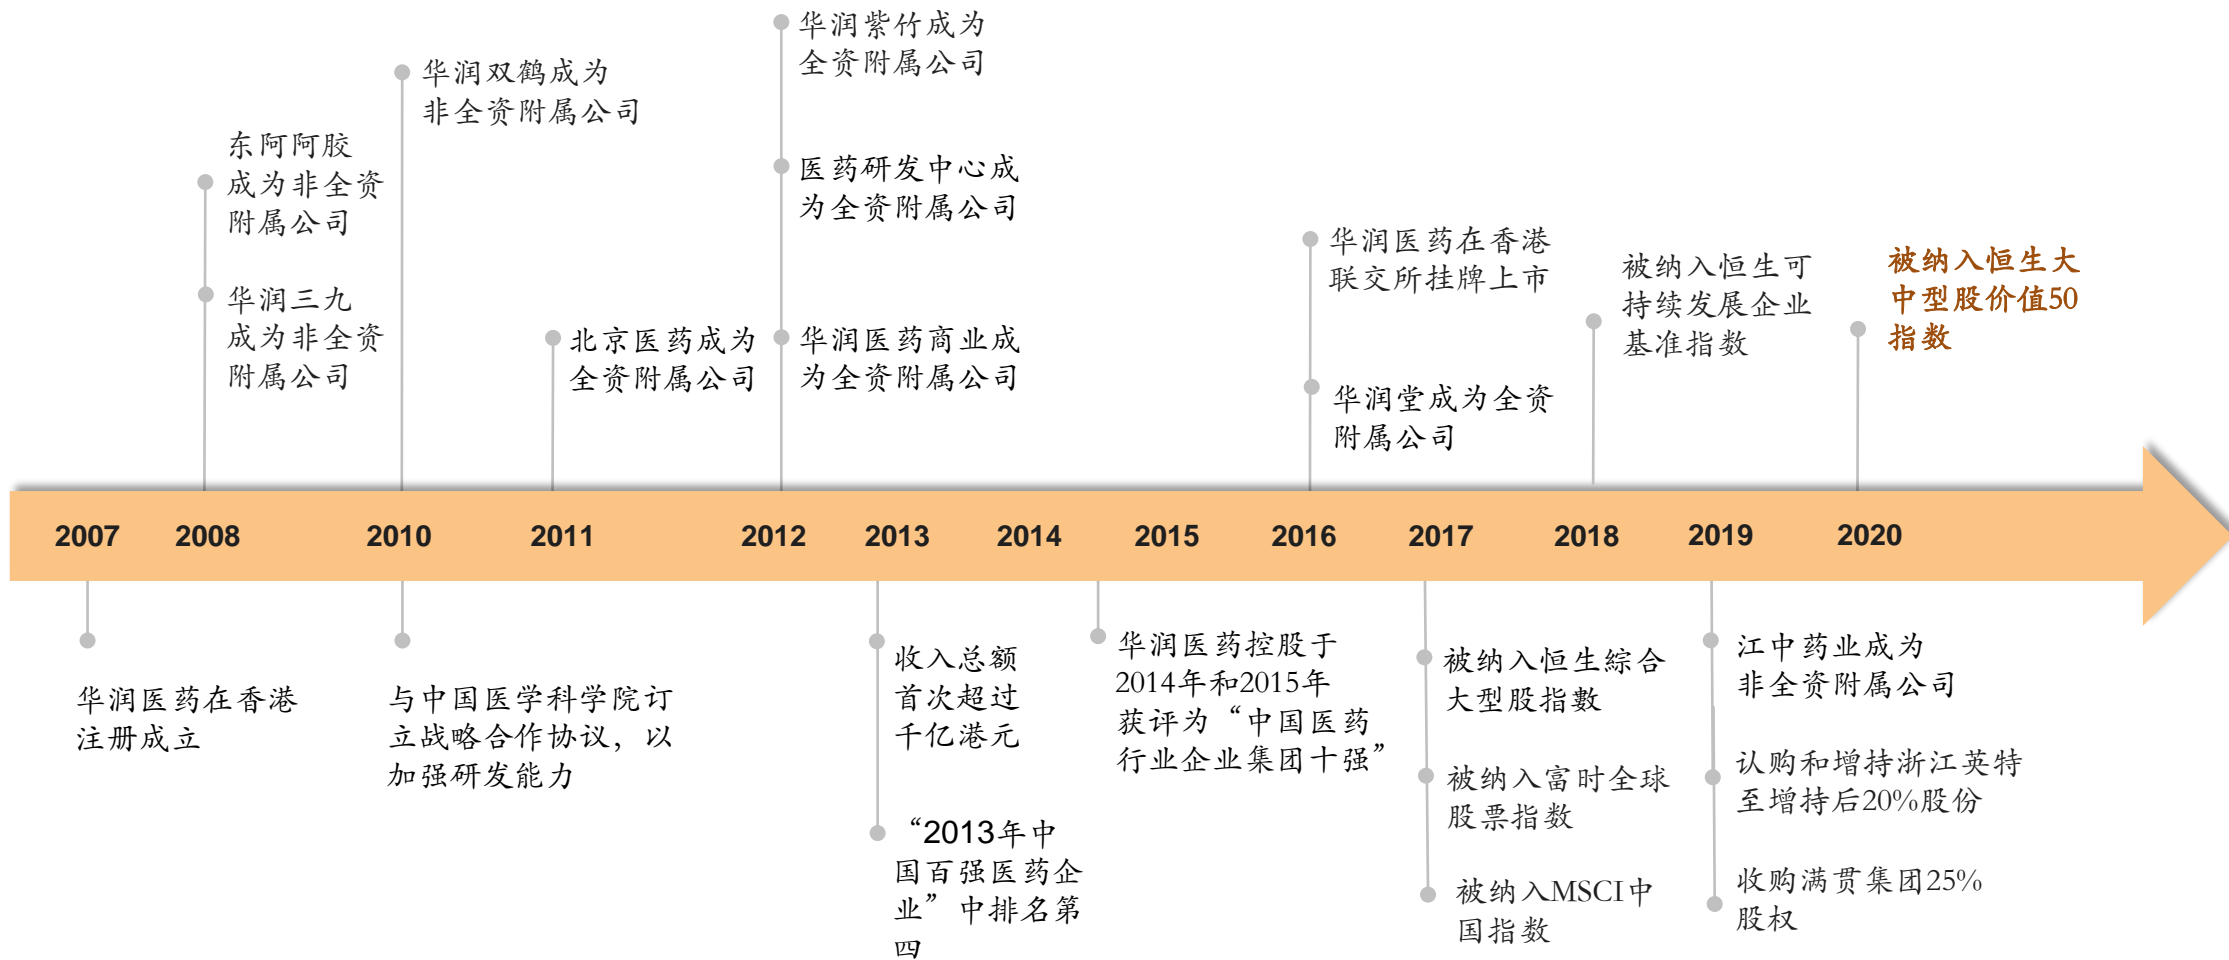 华润紫竹成为
全资附属公司
华润双鹤成为
非全资附属公司
东阿阿胶
成为非全资
附属公司
医药研发中心成
为全资附属公司
华润三九
成为非全资
附属公司
北京医药成为
全资附属公司
华润医药商业成
为全资附属公司
华润医药在香港
联交所挂牌上市
华润堂成为全资
附属公司
被纳入恒生可
持续发展企业
基准指数
被纳入恒生大
中型股价值50
指数
2007 2008 2010 2011 2012 2013 2014 2015 2016 2017 2018 2019 2020
华润医药在香港
注册成立
与中国医学科学院订
立战略合作协议，以
加强研发能力
收入总额
首次超过
千亿港元
“2013年中
国百强医药企
业”中排名第
四
华润医药控股于
2014年和2015年
获评为“中国医药
行业企业集团十强”
被纳入恒生綜合
大型股指數
被纳入富时全球
股票指数
被纳入MSCI中
国指数
江中药业成为
非全资附属公司
认购和增持浙江英特
至增持后20%股份
收购满贯集团25%
股权